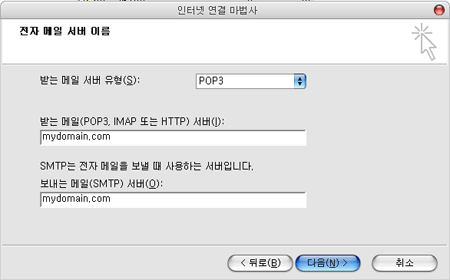 인터넷 연결 마법사
전자 메일 서버 이름
받는 메일 서버 유형(S): POP3
받는 메일(POP3, IMAP 또는 HTTP) 서버(I):
mydomain.com
SMTP는 전자 메일을 보낼 때 사용하는 서버입니다.
보내는 메일(SMTP) 서버(O):
mydomain.com
< 뒤로(B) 다음(N) > 취소